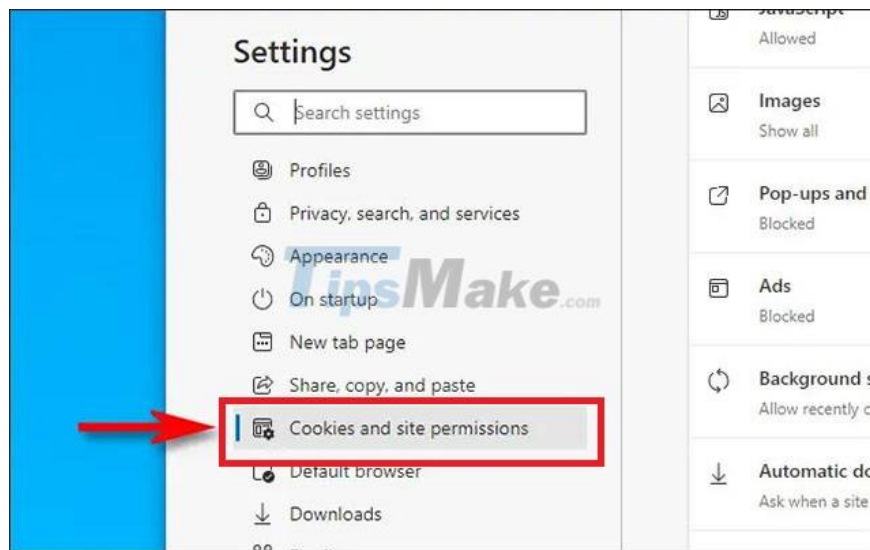 Settings
Search settings
Profiles
Privacy, search, and services
Appearance
On startup
New tab page
Share, copy, and paste
Cookies and site permissions
Default browser
Downloads
TipsMake.com
JavaScript
Allowed
Images
Show all
Pop-ups and
Blocked
Ads
Blocked
Background s
Allow recently c
Automatic do
Ask when a site